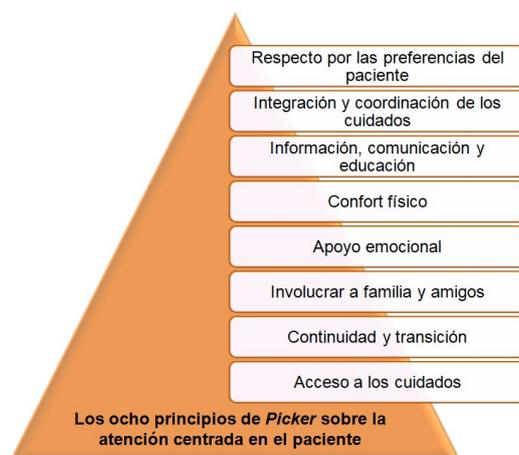 Respecto por las preferencias del
paciente
Integración y coordinación de los
cuidados
Información, comunicación y
educación
Confort físico
Apoyo emocional
Involucrar a familia y amigos
Continuidad y transición
Acceso a los cuidados
Los ocho principios de Picker sobre la
atención centrada en el paciente